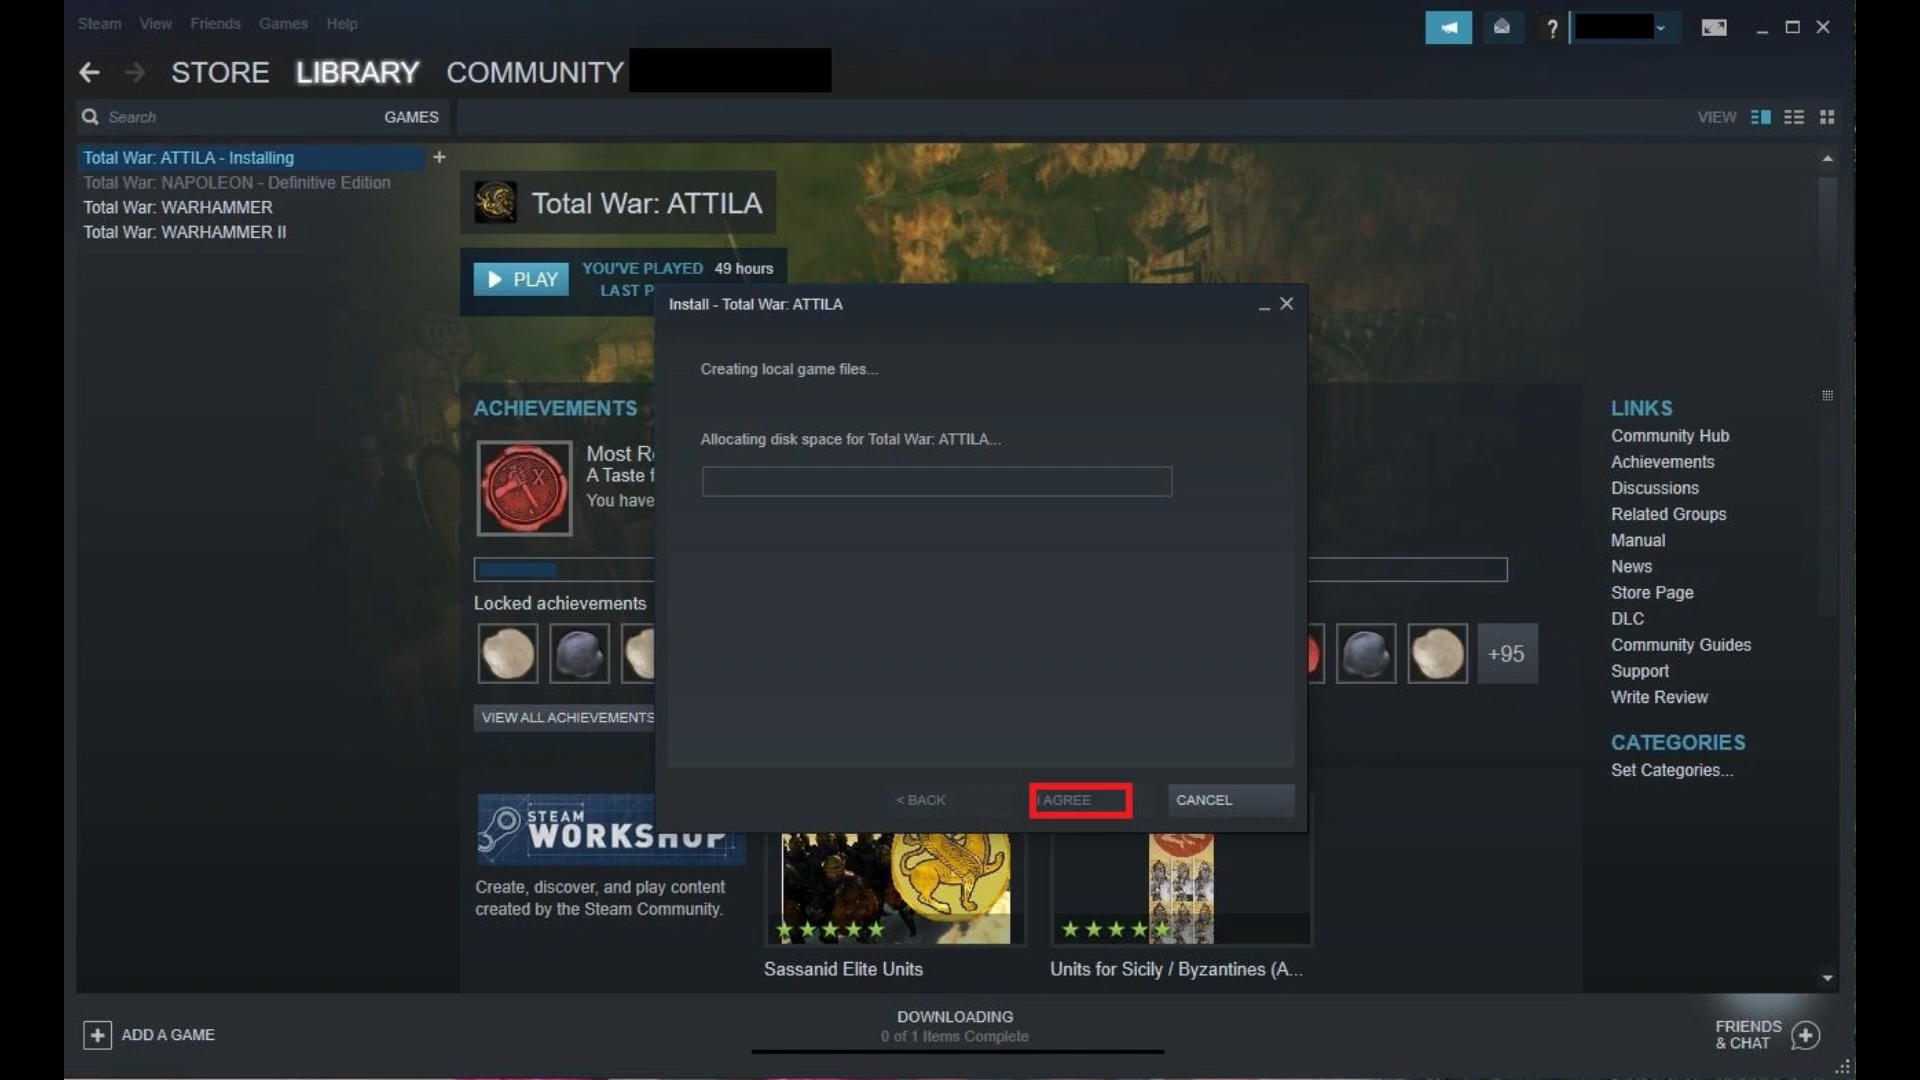 Steam View Friends Games Help
?
STORE LIBRARY COMMUNITY
Search GAMES
VIEW
Total War: ATTILA - Installing
+
Total War: NAPOLEON - Definitive Edition
Total War: WARHAMMER
Total War: WARHAMMER II
Total War: ATTILA
PLAY
YOU'VE PLAYED 49 hours
LAST P
Install - Total War: ATTILA
Creating local game files...
Allocating disk space for Total War: ATTILA...
< BACK
I AGREE
CANCEL
ACHIEVEMENTS
Most R
A Taste f
You have
Locked achievements
+95
VIEW ALL ACHIEVEMENTS
STEAM
WORKSHOP
Create, discover, and play content
created by the Steam Community.
Sassanid Elite Units
Units for Sicily / Byzantines (A...
LINKS
Community Hub
Achievements
Discussions
Related Groups
Manual
News
Store Page
DLC
Community Guides
Support
Write Review
CATEGORIES
Set Categories...
+ ADD A GAME
DOWNLOADING
0 of 1 Items Complete
FRIENDS
& CHAT